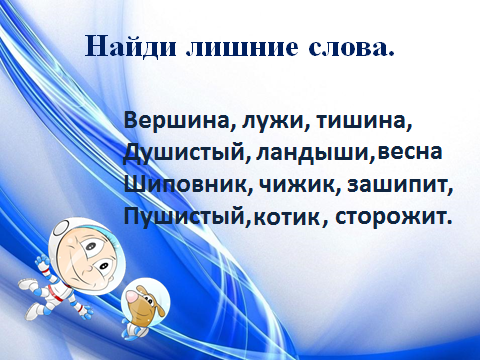 Найди лишние слова.
Вершина, лужи, тишина,
Душистый, ландыши,весна
Шиповник, чижик, зашипит,
Пушистый,котик, сторожит.